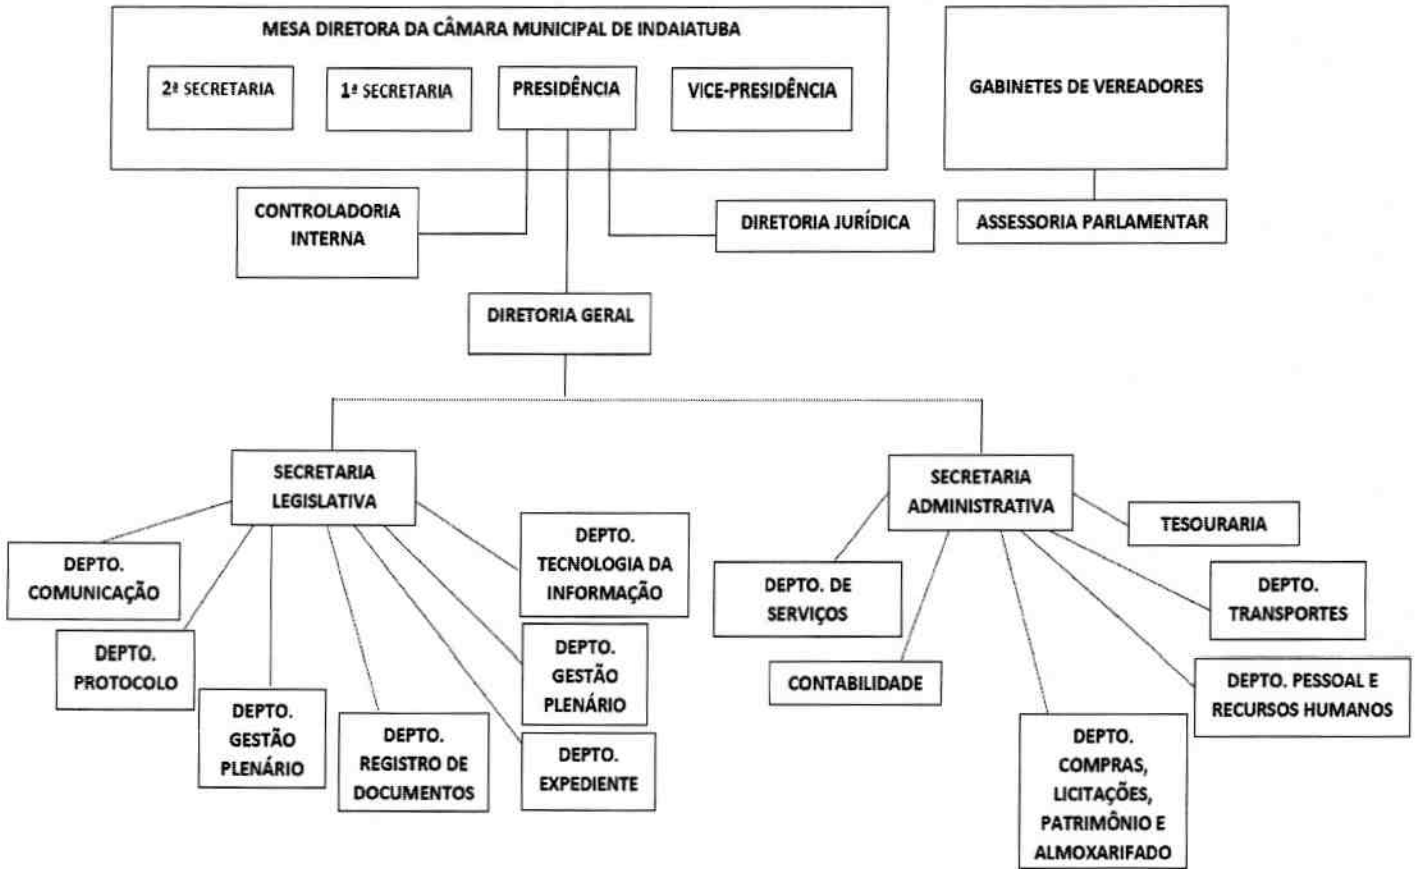 MESA DIRETORA DA CÂMARA MUNICIPAL DE INDAIATUBA
2ª SECRETARIA
1ª SECRETARIA
PRESIDÊNCIA
VICE-PRESIDÊNCIA
GABINETES DE VEREADORES
CONTROLADORIA
INTERNA
DIRETORIA JURÍDICA
ASSESSORIA PARLAMENTAR
DIRETORIA GERAL
SECRETARIA
LEGISLATIVA
SECRETARIA
ADMINISTRATIVA
DEPTO.
COMUNICAÇÃO
DEPTO.
PROTOCOLO
DEPTO.
GESTÃO
PLENÁRIO
DEPTO.
REGISTRO DE
DOCUMENTOS
DEPTO.
TECNOLOGIA DA
INFORMAÇÃO
DEPTO.
GESTÃO
PLENÁRIO
DEPTO.
EXPEDIENTE
DEPTO. DE
SERVIÇOS
CONTABILIDADE
DEPTO.
COMPRAS,
LICITAÇÕES,
PATRIMÔNIO E
ALMOXARIFADO
TESOURARIA
DEPTO.
TRANSPORTES
DEPTO. PESSOAL E
RECURSOS HUMANOS